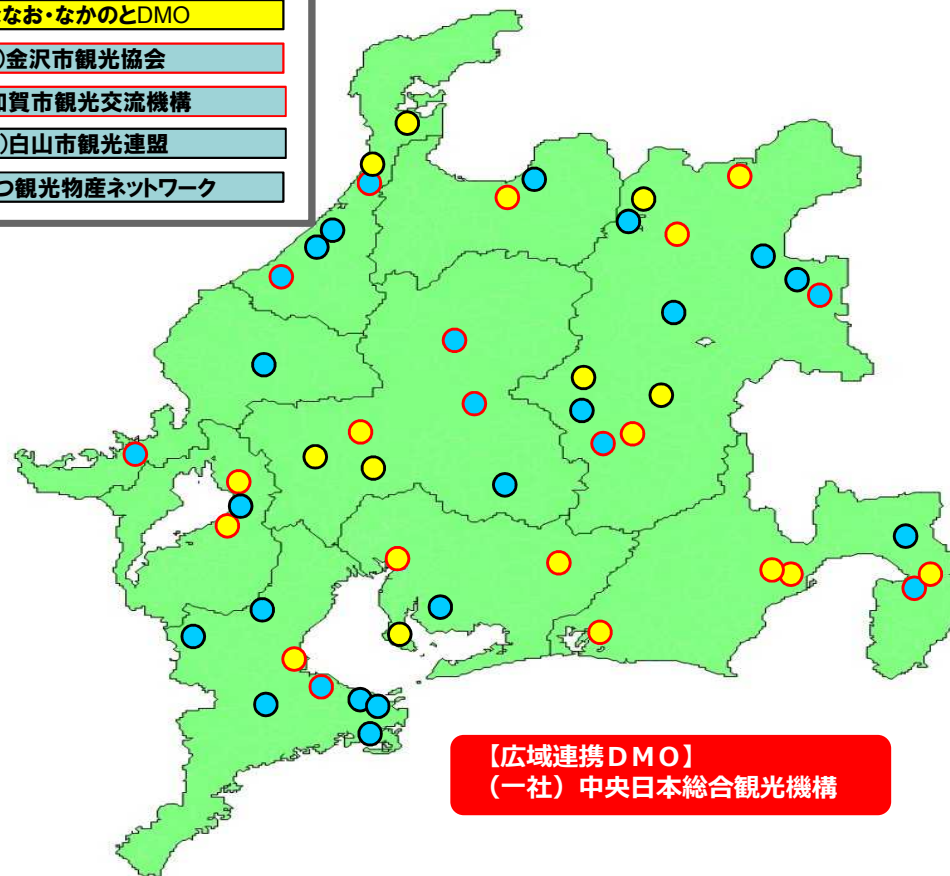 なお・なかのとDMO
)金沢市観光協会
加賀市観光交流機構
)白山市観光連盟
つ観光物産ネットワーク
【広域連携DMO】
（一社）中央日本総合観光機構